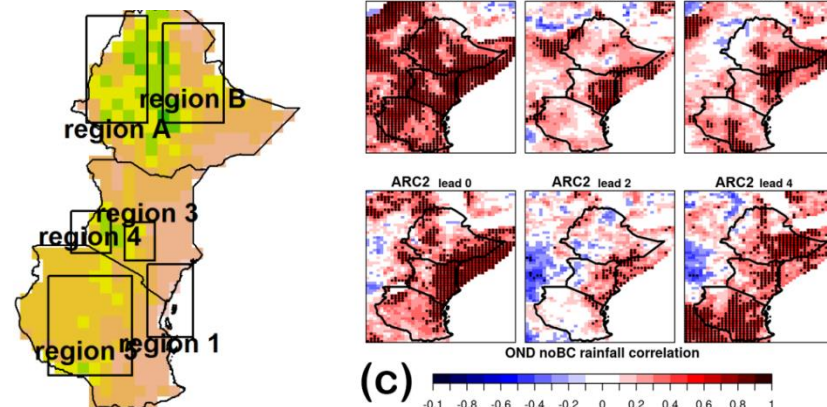 region B
region A
region 3
region 4
region 5
region 1
ARC2 lead 0
ARC2 lead 2
ARC2 lead 4
OND noBC rainfall correlation
(c)
-0.1 -0.8 -0.6 -0.4 -0.2 0 0.2 0.4 0.6 0.8 1